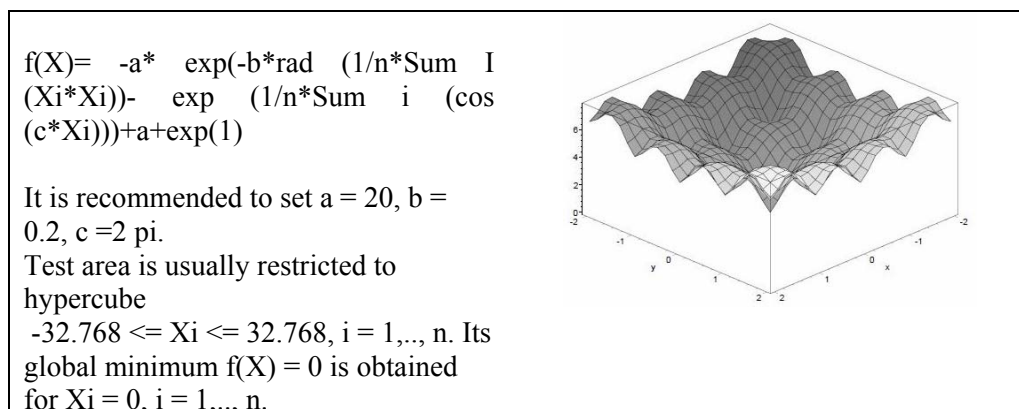 f(X)= -a* exp(-b*rad (1/n*Sum I
(Xi*Xi))- exp (1/n*Sum i (cos
(c*Xi)))+a+exp(1)
It is recommended to set a = 20, b =
0.2, c =2 pi.
Test area is usually restricted to
hypercube
-32.768 <= Xi <= 32.768, i = 1,.., n. Its
global minimum f(X) = 0 is obtained
for Xi = 0, i = 1,.., n.
6
4
2
0
-2
-1
0
y
1
2
2
1
0
x
-1
-2